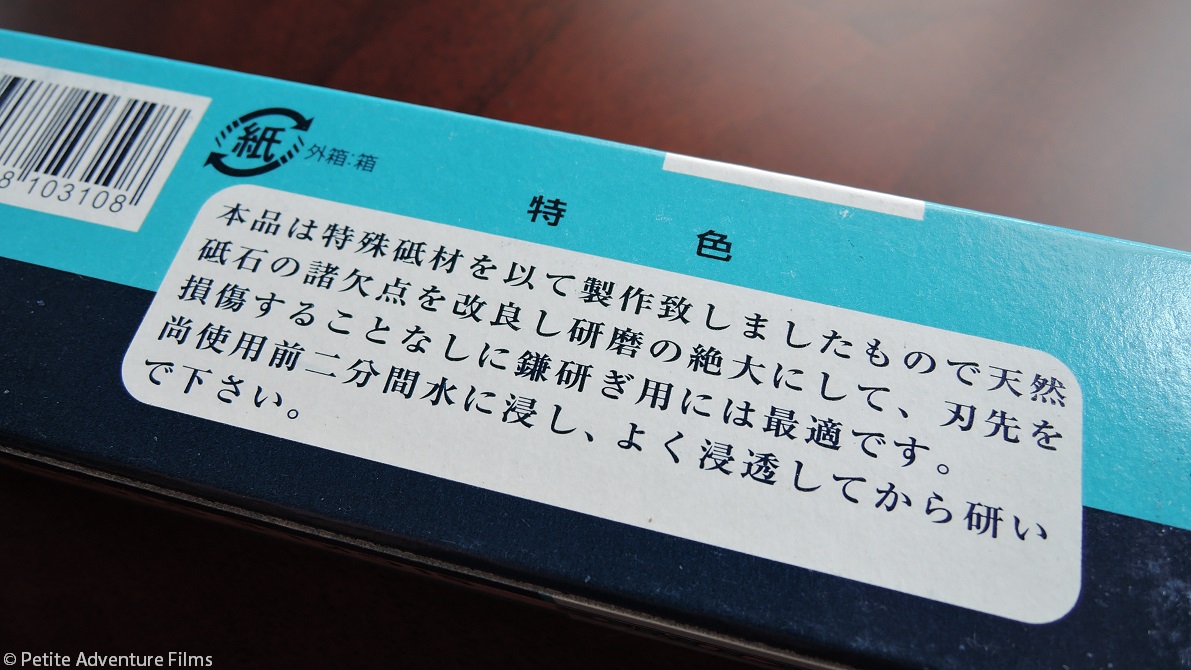 8 103108
紙
外箱:箱
特 色
本品は特殊砥材を以て製作致しましたもので天然
砥石の諸欠点を改良し研磨の絶大にして、刃先を
損傷することなしに鎌研ぎ用には最適です。
尚使用前二分間水に浸し、よく浸透してから研い
で下さい。
© Petite Adventure Films